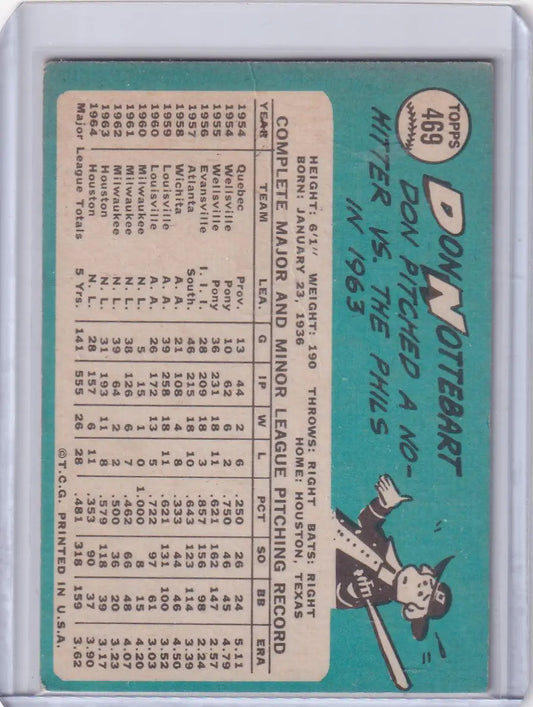 TOPPS
469
DON NOTTEBART
DON PITCHED A NO-
HITTER VS. THE PHILS
IN 1963
HEIGHT: 6'1" WEIGHT: 190 THROWS: RIGHT BATS: RIGHT
BORN: JANUARY 23, 1936 HOME: HOUSTON, TEXAS
COMPLETE MAJOR AND MINOR LEAGUE PITCHING RECORD
YEAR TEAM LEA. G IP W L PCT SO BB ERA
1954 Quebec Prov. 13 44 2 6 .250 26 24 5.11
1954 Wellsville Pony 10 62 6 2 .750 46 45 4.79
1955 Wellsville Pony 36 231 18 11 .621 162 147 2.57
1956 Evansville I. I. I. 28 209 18 3 .857 156 98 2.24
1957 Atlanta South. 46 215 18 10 .643 123 114 3.39
1958 Wichita A. A. 21 108 4 8 .333 44 46 4.50
1959 Louisville A. A. 39 258 18 11 .621 131 100 3.52
1960 Louisville A. A. 26 172 13 5 .722 97 61 3.03
1960 Milwaukee N. L. 5 15 1 0 1.000 8 15 4.20
1961 Milwaukee N. L. 38 126 6 7 .462 66 48 4.07
1962 Milwaukee N. L. 39 64 2 2 .500 36 20 3.23
1963 Houston N. L. 31 193 11 8 .579 118 39 3.17
1964 Houston N. L. 28 157 6 11 .353 90 37 3.90
Major League Totals 5 Yrs. 141 555 26 28 .481 318 159 3.62
©T.C.G. PRINTED IN U.S.A.